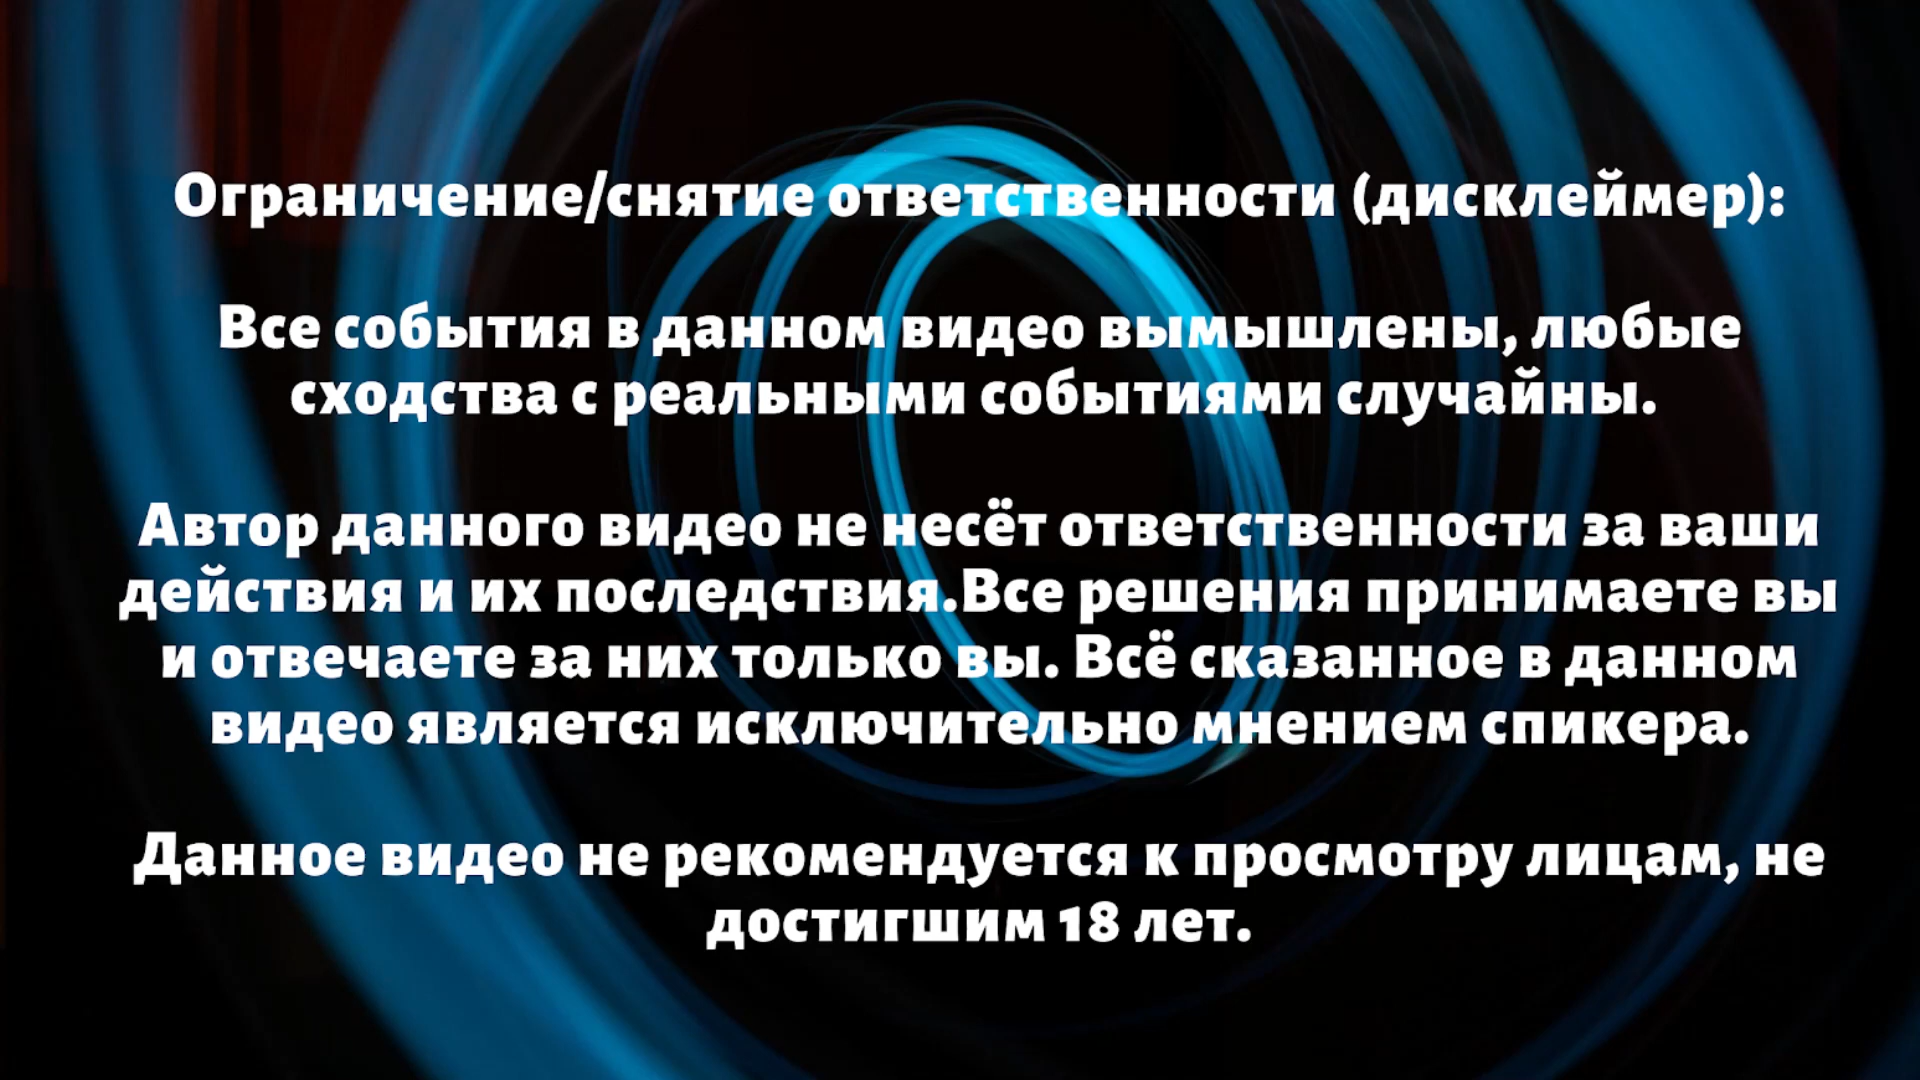 Ограничение/снятие ответственности (дисклеймер):
Все события в данном видео вымышлены, любые
сходства с реальными событиями случайны.
Автор данного видео не несёт ответственности за ваши
действия и их последствия.Все решения принимаете вы
и отвечаете за них только вы. Всё сказанное в данном
видео является исключительно мнением спикера.
Данное видео не рекомендуется к просмотру лицам, не
достигшим 18 лет.